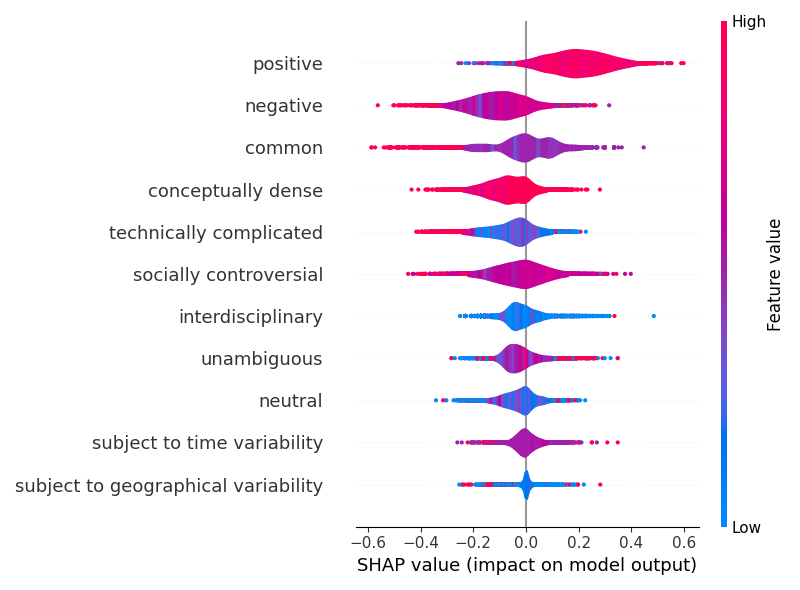 High
positive
negative
common
conceptually dense
technically complicated
socially controversial
interdisciplinary
unambiguous
neutral
subject to time variability
subject to geographical variability
Feature value
Low
−0.6 −0.4 −0.2 0.0 0.2 0.4 0.6
SHAP value (impact on model output)